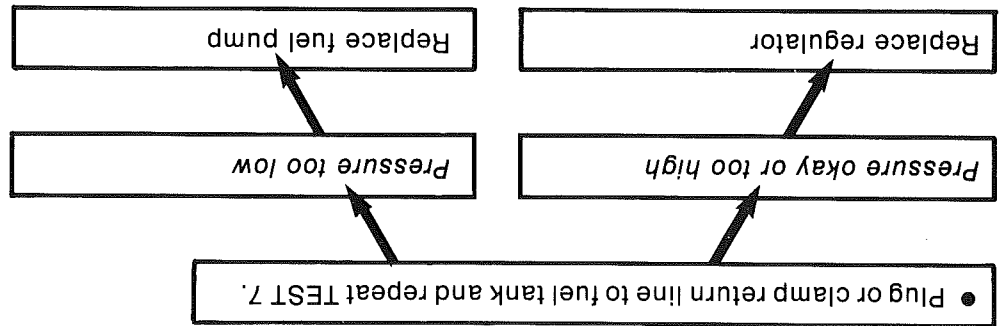 ● Plug or clamp return line to fuel tank and repeat TEST 7.
Pressure okay or too high
Pressure too low
Replace regulator
Replace fuel pump